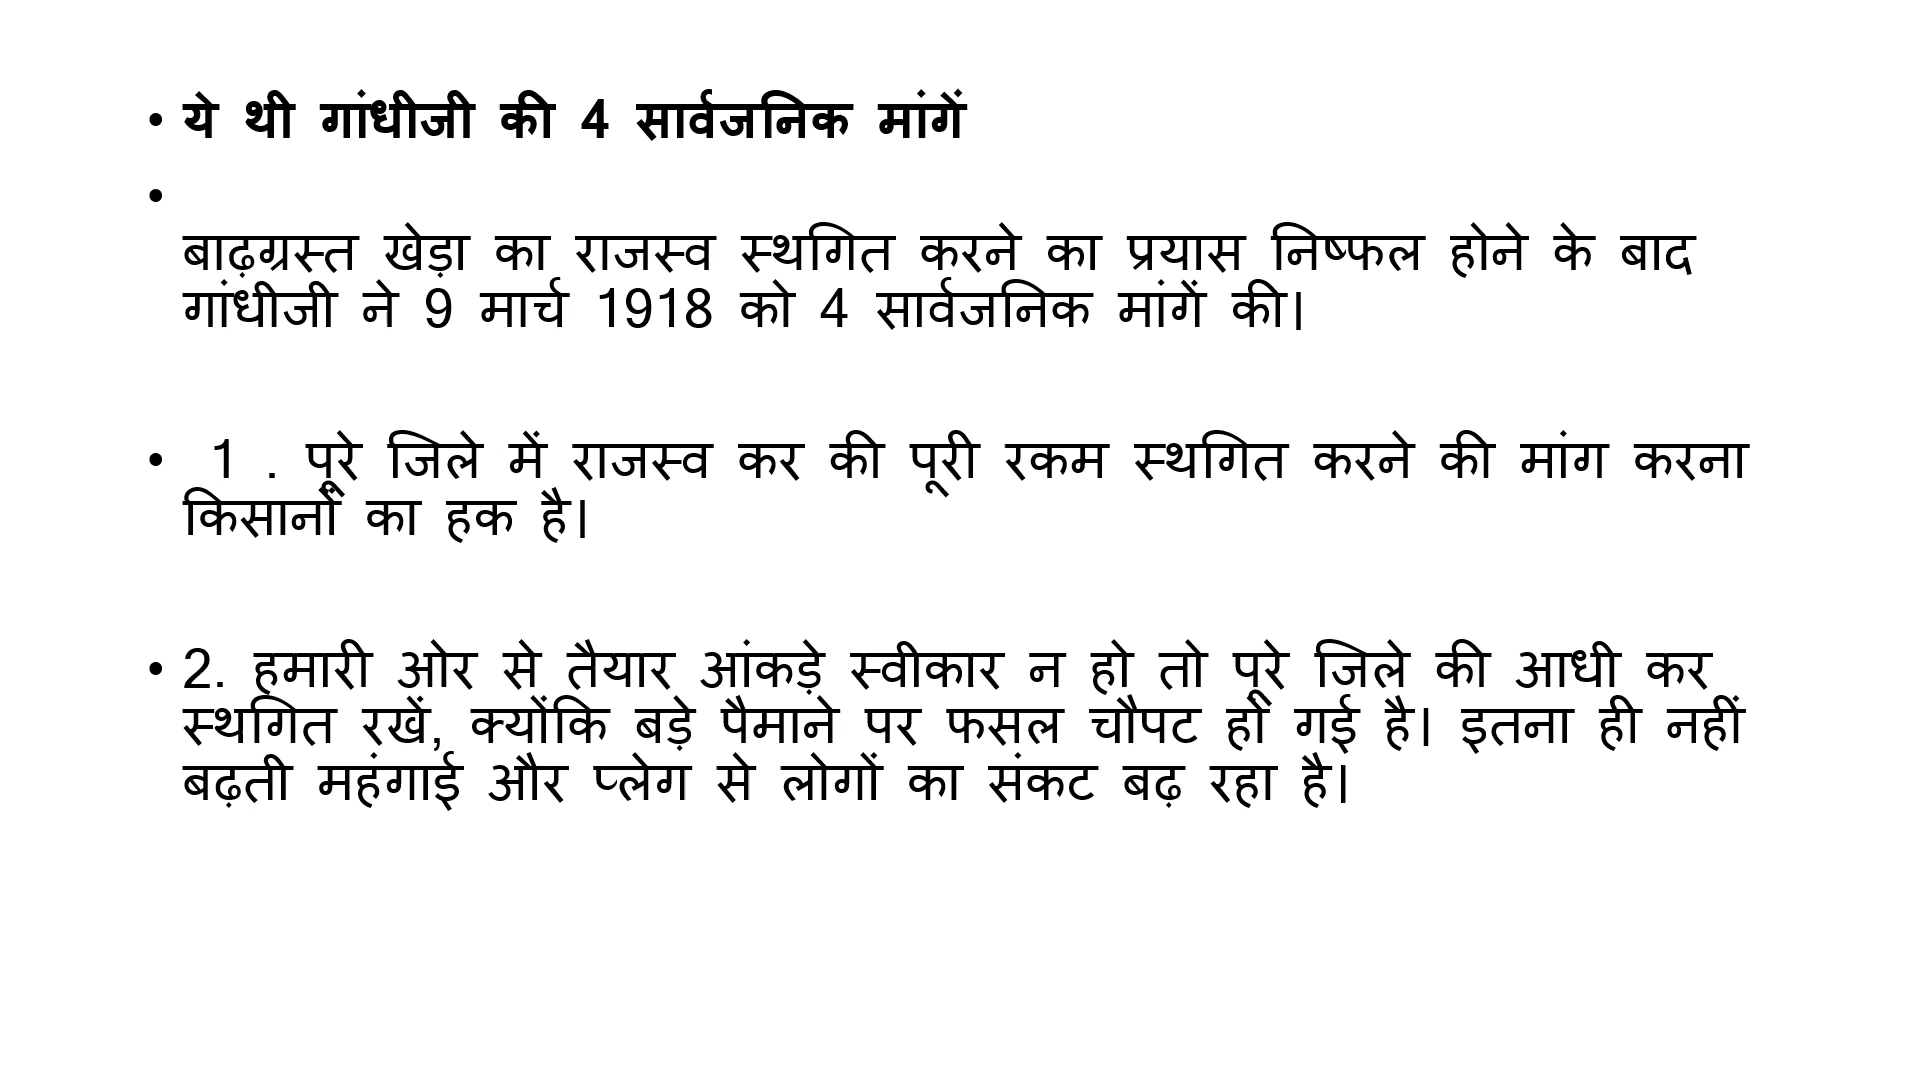 • ये थी गांधीजी की 4 सार्वजनिक मांगें
•
बाढ़ग्रस्त खेड़ा का राजस्व स्थगित करने का प्रयास निष्फल होने के बाद
गांधीजी ने 9 मार्च 1918 को 4 सार्वजनिक मांगें की।
• 1 . पूरे जिले में राजस्व कर की पूरी रकम स्थगित करने की मांग करना
किसानों का हक है।
• 2. हमारी ओर से तैयार आंकड़े स्वीकार न हो तो पूरे जिले की आधी कर
स्थगित रखें, क्योंकि बड़े पैमाने पर फसल चौपट हो गई है। इतना ही नहीं
बढ़ती महंगाई और प्लेग से लोगों का संकट बढ़ रहा है।